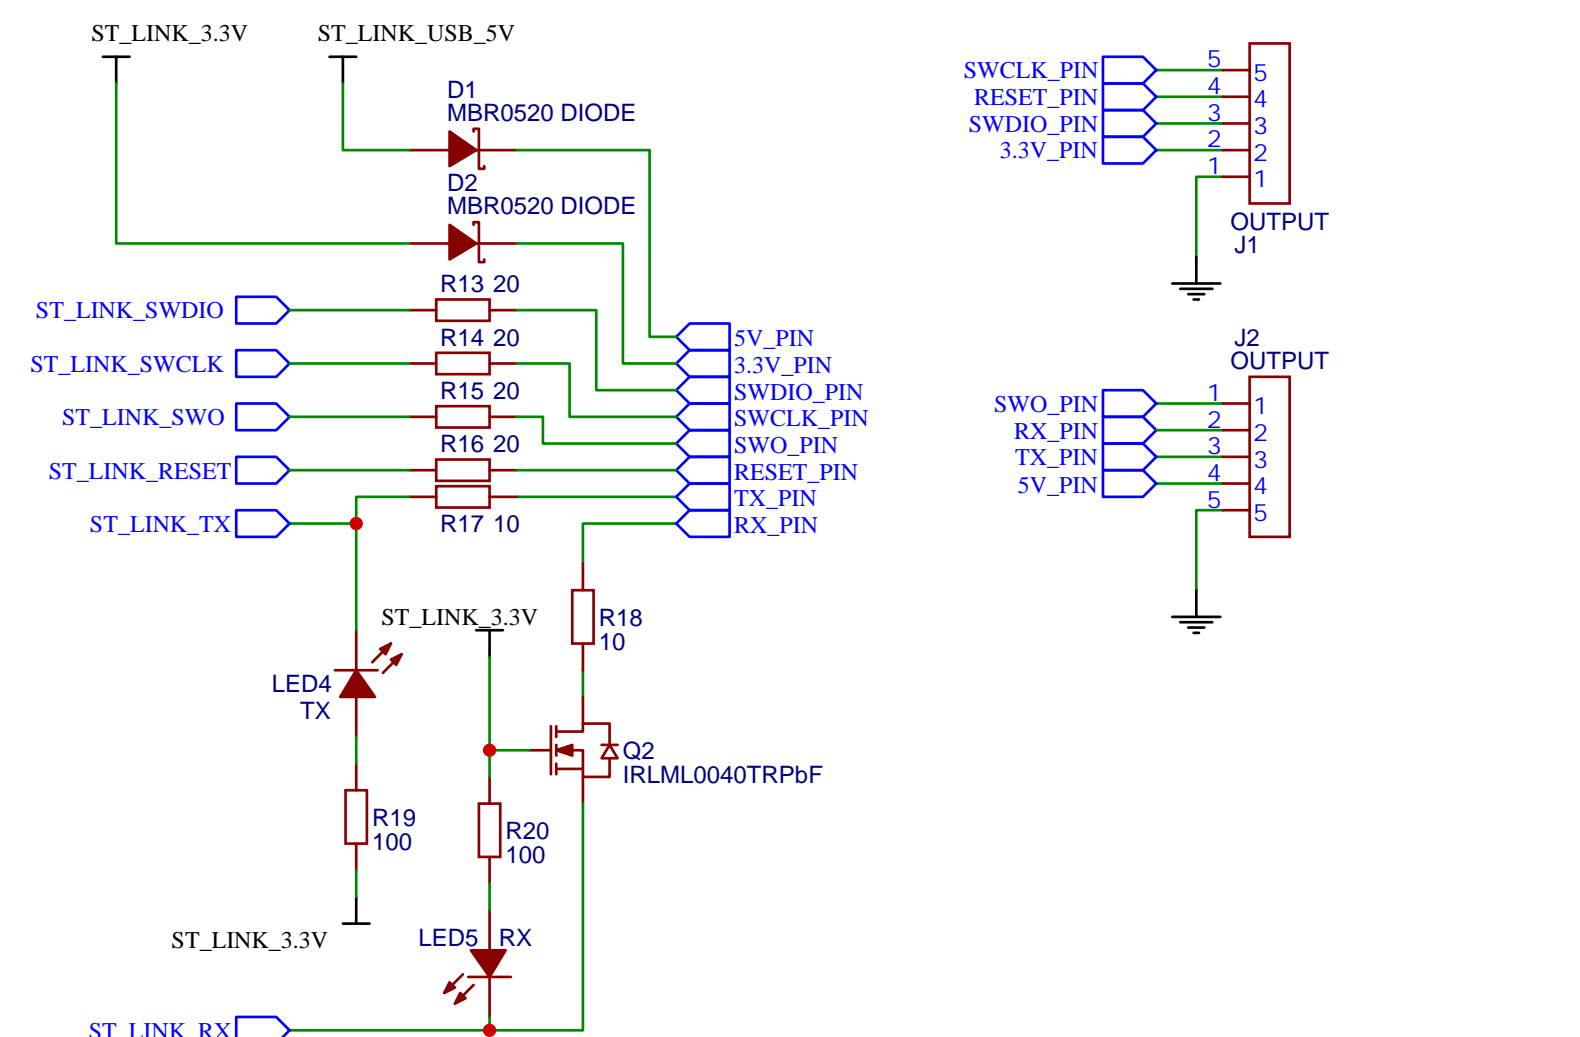 ST_LINK_3.3V
ST_LINK_USB_5V
D1
MBR0520 DIODE
D2
MBR0520 DIODE
R13 20
ST_LINK_SWDIO
R14 20
ST_LINK_SWCLK
R15 20
ST_LINK_SWO
R16 20
ST_LINK_RESET
ST_LINK_TX
R17 10
5V_PIN
3.3V_PIN
SWDIO_PIN
SWCLK_PIN
SWO_PIN
RESET_PIN
TX_PIN
RX_PIN
ST_LINK_3.3V
R18
10
LED4
TX
Q2
IRLML0040TRPbF
R19
100
R20
100
ST_LINK_3.3V
LED5 RX
ST_LINK_RX
SWCLK_PIN 5 5
RESET_PIN 4 4
SWDIO_PIN 3 3
3.3V_PIN 2 2
1 1
OUTPUT
J1
J2
OUTPUT
SWO_PIN 1 1
RX_PIN 2 2
TX_PIN 3 3
5V_PIN 4 4
5 5